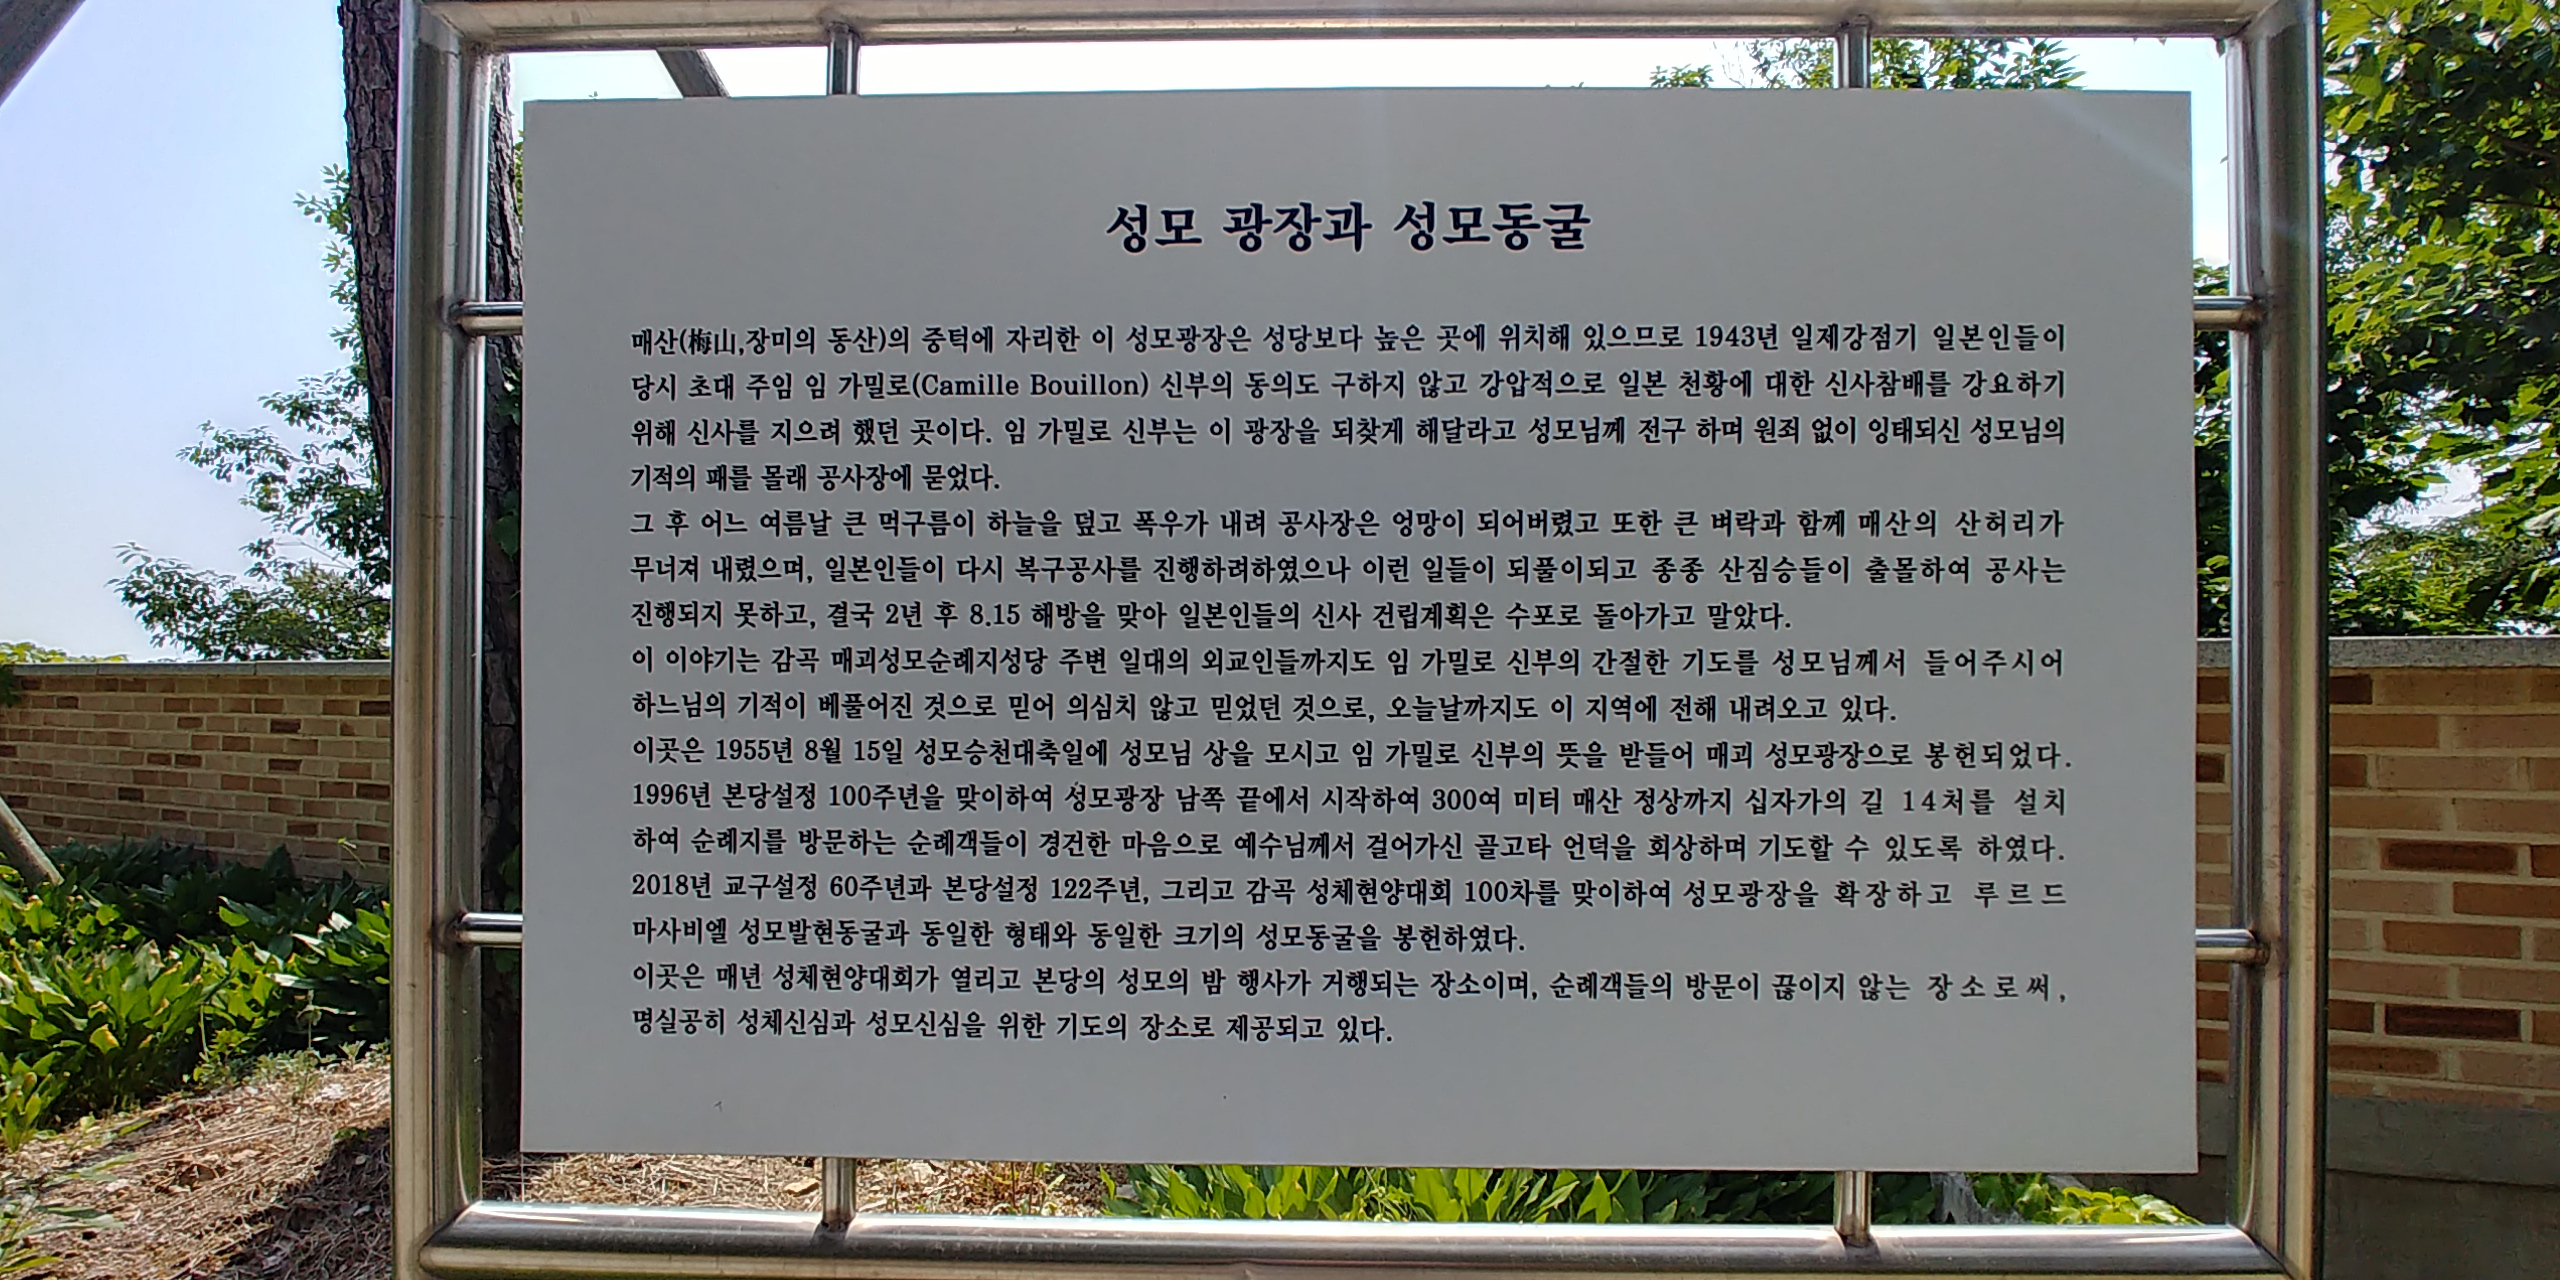 성모 광장과 성모동굴
매산(梅山,장미의 동산)의 중턱에 자리한 이 성모광장은 성당보다 높은 곳에 위치해 있으므로 1943년 일제강점기 일본인들이
당시 초대 주임 임 가밀로(Camille Bouillon) 신부의 동의도 구하지 않고 강압적으로 일본 천황에 대한 신사참배를 강요하기
위해 신사를 지으려 했던 곳이다. 임 가밀로 신부는 이 광장을 되찾게 해달라고 성모님께 전구 하며 원죄 없이 잉태되신 성모님의
기적의 패를 몰래 공사장에 묻었다.
그 후 어느 여름날 큰 먹구름이 하늘을 덮고 폭우가 내려 공사장은 엉망이 되어버렸고 또한 큰 벼락과 함께 매산의 산허리가
무너져 내렸으며, 일본인들이 다시 복구공사를 진행하려하였으나 이런 일들이 되풀이되고 종종 산짐승들이 출몰하여 공사는
진행되지 못하고, 결국 2년 후 8.15 해방을 맞아 일본인들의 신사 건립계획은 수포로 돌아가고 말았다.
이 이야기는 감곡 매괴성모순례지성당 주변 일대의 외교인들까지도 임 가밀로 신부의 간절한 기도를 성모님께서 들어주시어
하느님의 기적이 베풀어진 것으로 믿어 의심치 않고 믿었던 것으로, 오늘날까지도 이 지역에 전해 내려오고 있다.
이곳은 1955년 8월 15일 성모승천대축일에 성모님 상을 모시고 임 가밀로 신부의 뜻을 받들어 매괴 성모광장으로 봉헌되었다.
1996년 본당설정 100주년을 맞이하여 성모광장 남쪽 끝에서 시작하여 300여 미터 매산 정상까지 십자가의 길 14처를 설치
하여 순례지를 방문하는 순례객들이 경건한 마음으로 예수님께서 걸어가신 골고타 언덕을 회상하며 기도할 수 있도록 하였다.
2018년 교구설정 60주년과 본당설정 122주년, 그리고 감곡 성체현양대회 100차를 맞이하여 성모광장을 확장하고 루르드
마사비엘 성모발현동굴과 동일한 형태와 동일한 크기의 성모동굴을 봉헌하였다.
이곳은 매년 성체현양대회가 열리고 본당의 성모의 밤 행사가 거행되는 장소이며, 순례객들의 방문이 끊이지 않는 장소로써,
명실공히 성체신심과 성모신심을 위한 기도의 장소로 제공되고 있다.